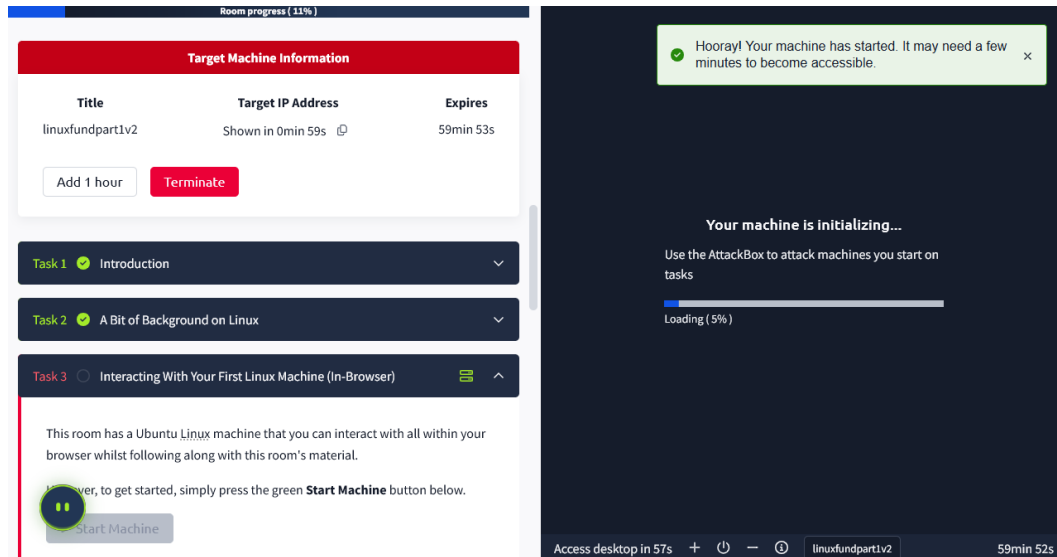 Room progress ( 11% )
Target Machine Information
Title
Target IP Address
Expires
linuxfundpart1v2
Shown in 0min 59s
59min 53s
Add 1 hour
Terminate
Task 1
Introduction
Task 2
A Bit of Background on Linux
Task 3
Interacting With Your First Linux Machine (In-Browser)
This room has a Ubuntu Linux machine that you can interact with all within your
browser whilst following along with this room's material.
er, to get started, simply press the green Start Machine button below.
Start Machine
Hooray! Your machine has started. It may need a few
minutes to become accessible.
Your machine is initializing...
Use the AttackBox to attack machines you start on
tasks
Loading ( 5% )
Access desktop in 57s
linuxfundpart1v2
59min 52s